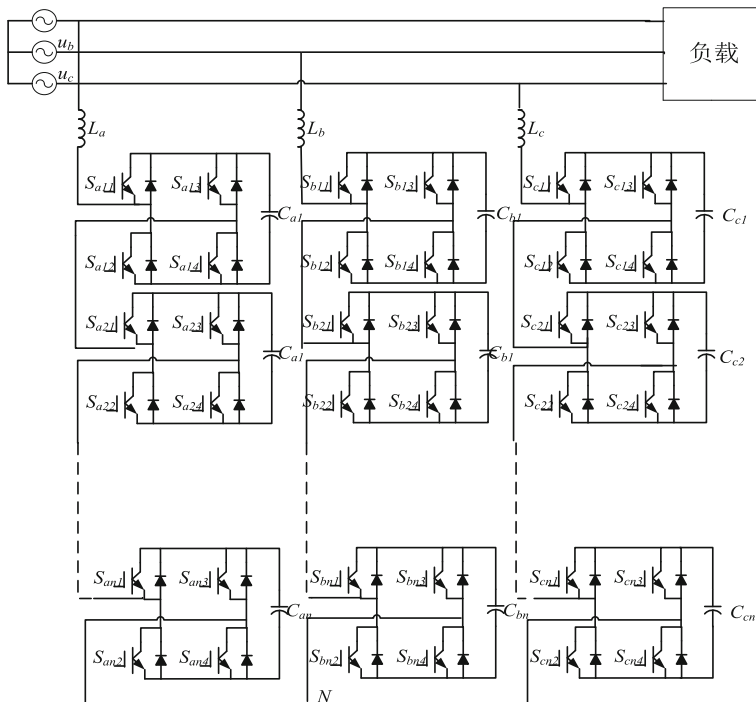 负载
u_b
u_c
L_a
L_b
L_c
S_a11
S_a13
C_a1
S_b11
S_b13
C_b1
S_c11
S_c13
C_c1
S_a12
S_a14
S_b12
S_b14
S_c12
S_c14
S_a21
S_a23
C_a1
S_b21
S_b23
C_b1
S_c21
S_c23
C_c2
S_a22
S_a24
S_b22
S_b24
S_c22
S_c24
S_an1
S_an3
C_an
S_bn1
S_bn3
C_bn
S_cn1
S_cn3
C_cn
S_an2
S_an4
S_bn2
S_bn4
S_cn2
S_cn4
N